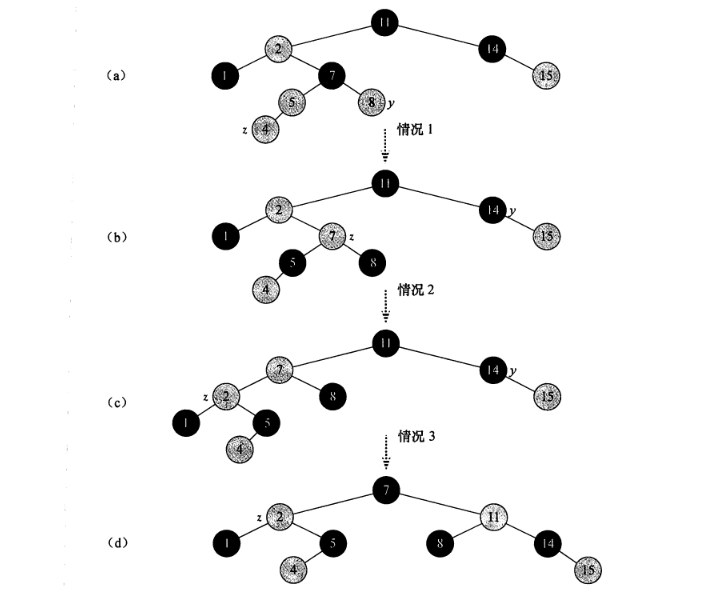 11
2 14
(a) 1 7 15
5 8 y
z 4
情况 1
11
2 14 y
(b) 1 7 z 15
5 8
4
情况 2
11
7 14 y
(c) z 2 8 15
1 5
4
情况 3
7
z 2 11
(d) 1 5 8 14
4 15